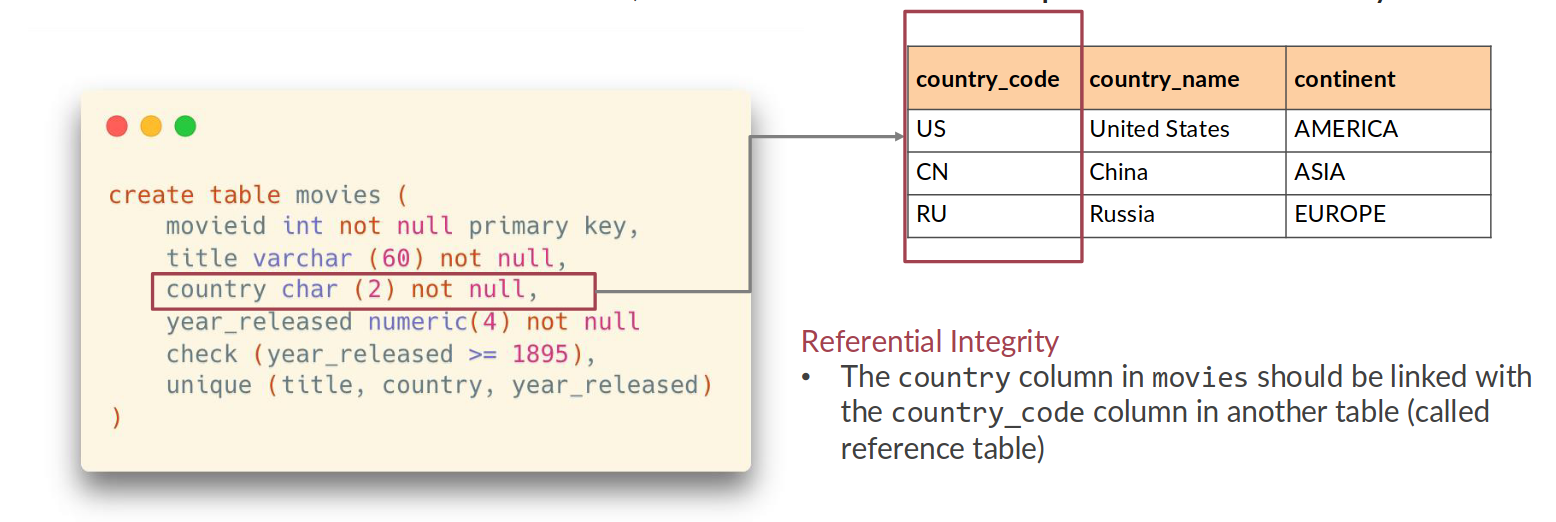 create table movies (
movieid int not null primary key,
title varchar (60) not null,
country char (2) not null,
year_released numeric(4) not null
check (year_released >= 1895),
unique (title, country, year_released)
)
country_code country_name continent
US United States AMERICA
CN China ASIA
RU Russia EUROPE
Referential Integrity
• The country column in movies should be linked with
the country_code column in another table (called
reference table)